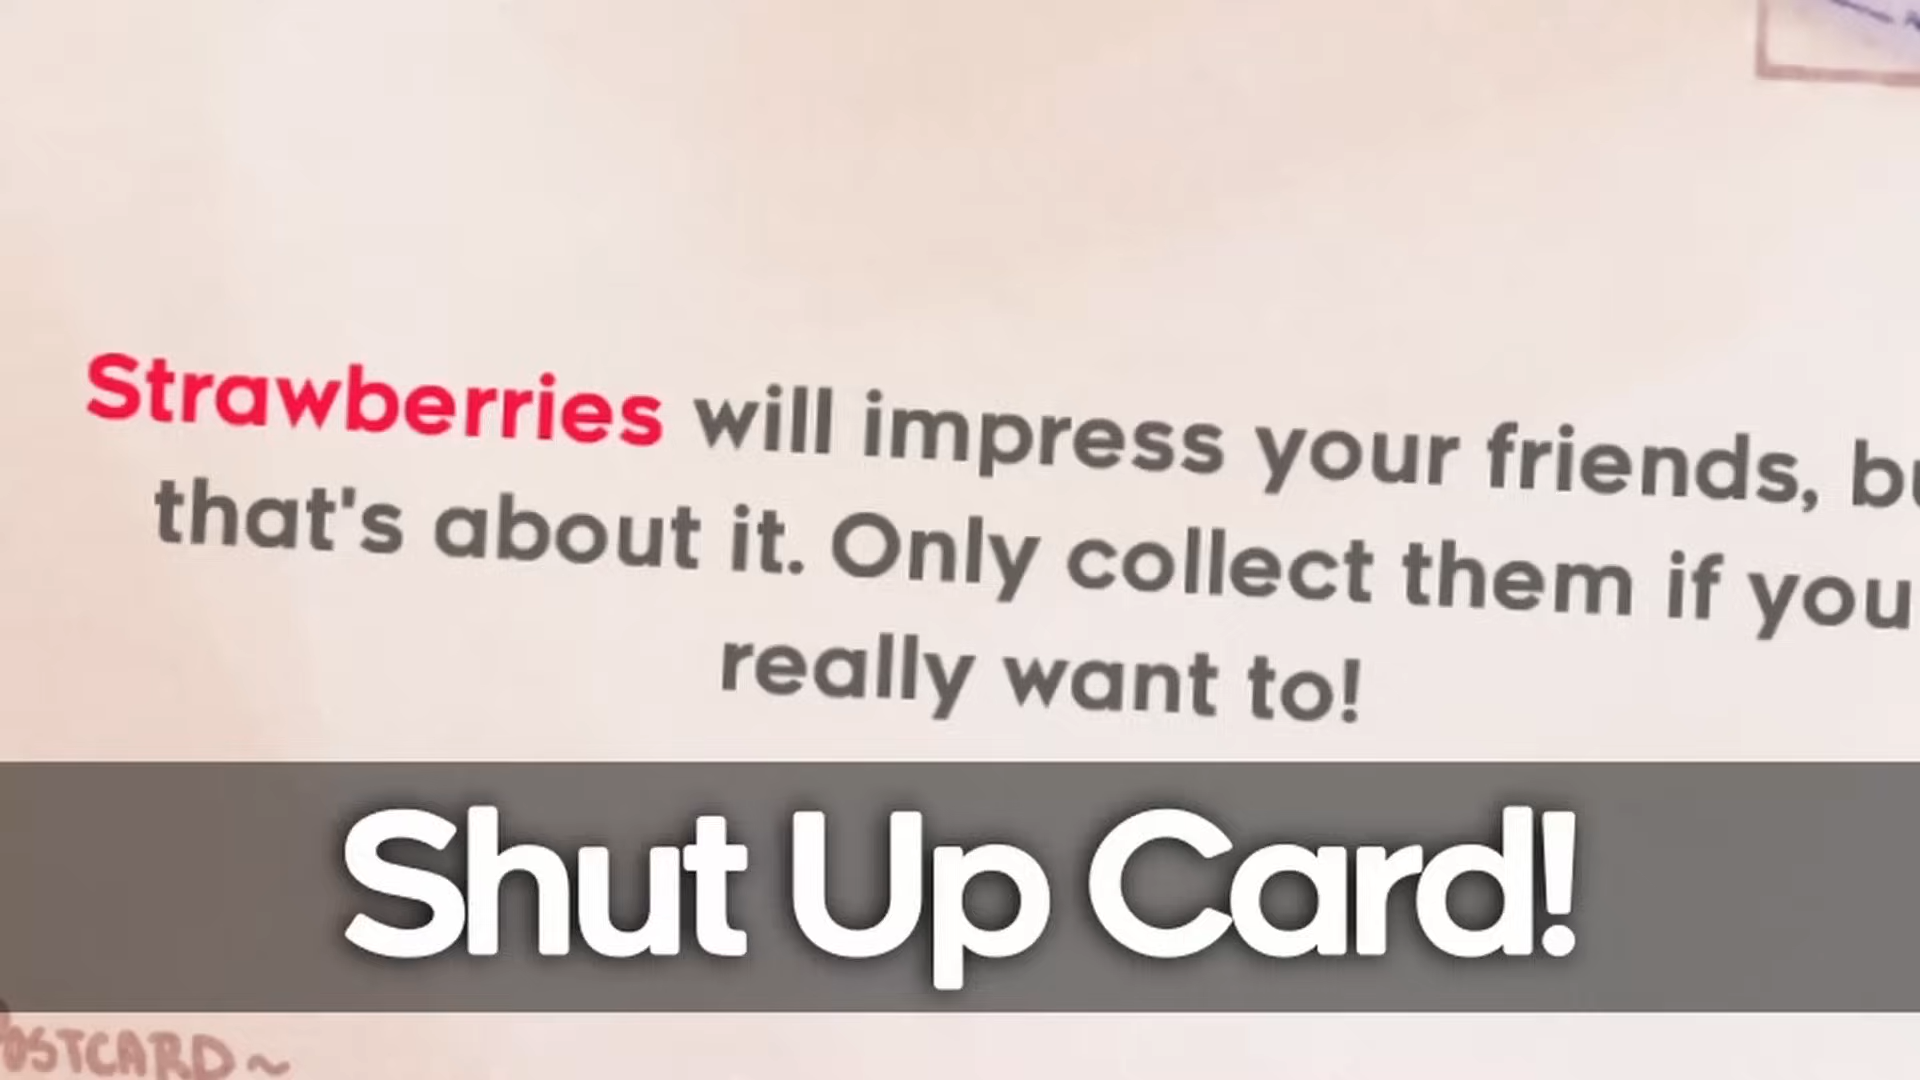 Strawberries will impress your friends, bu
that's about it. Only collect them if you
really want to!
Shut Up Card!
POSTCARD~